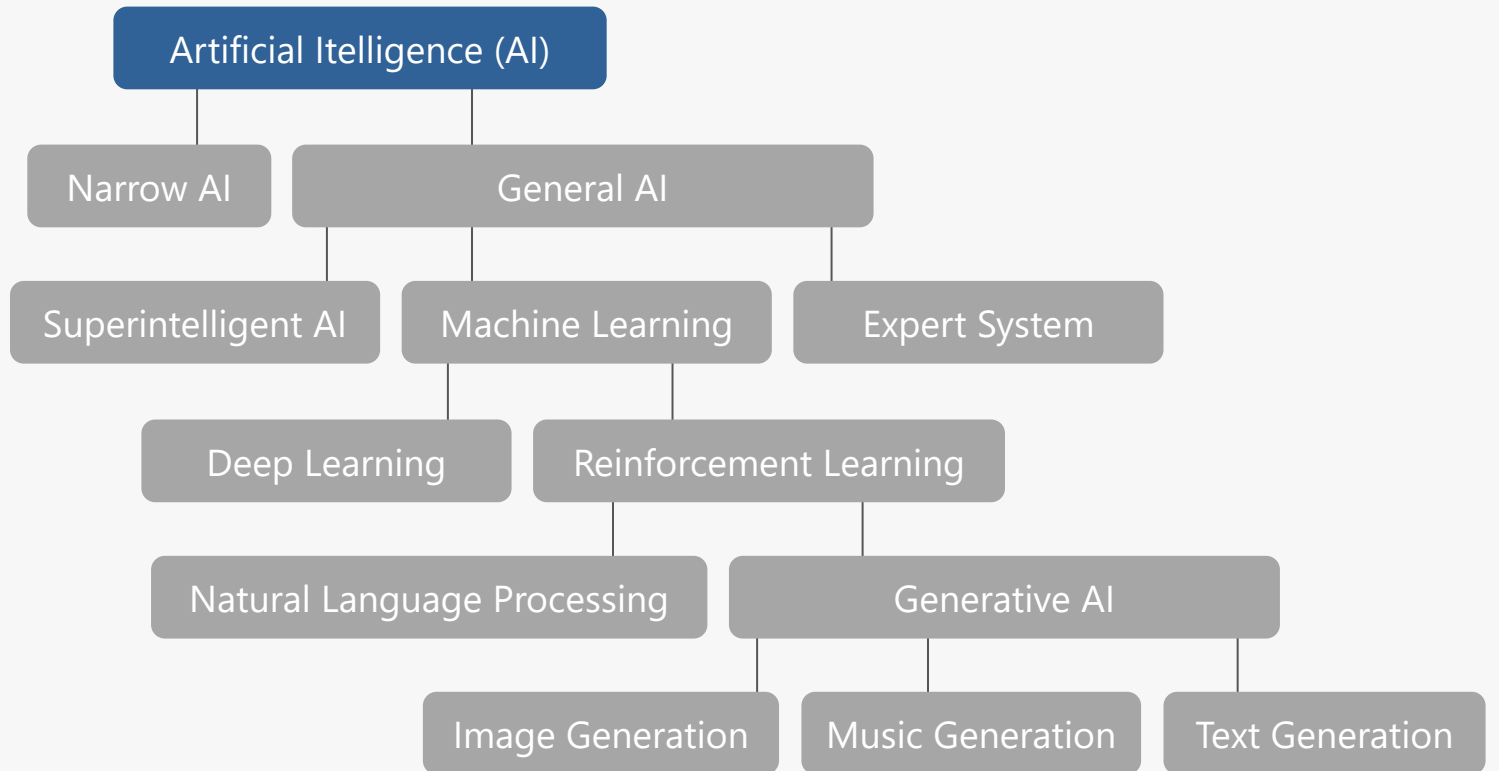 Artificial Itelligence (AI)
Narrow AI
General AI
Superintelligent AI
Machine Learning
Expert System
Deep Learning
Reinforcement Learning
Natural Language Processing
Generative AI
Image Generation
Music Generation
Text Generation